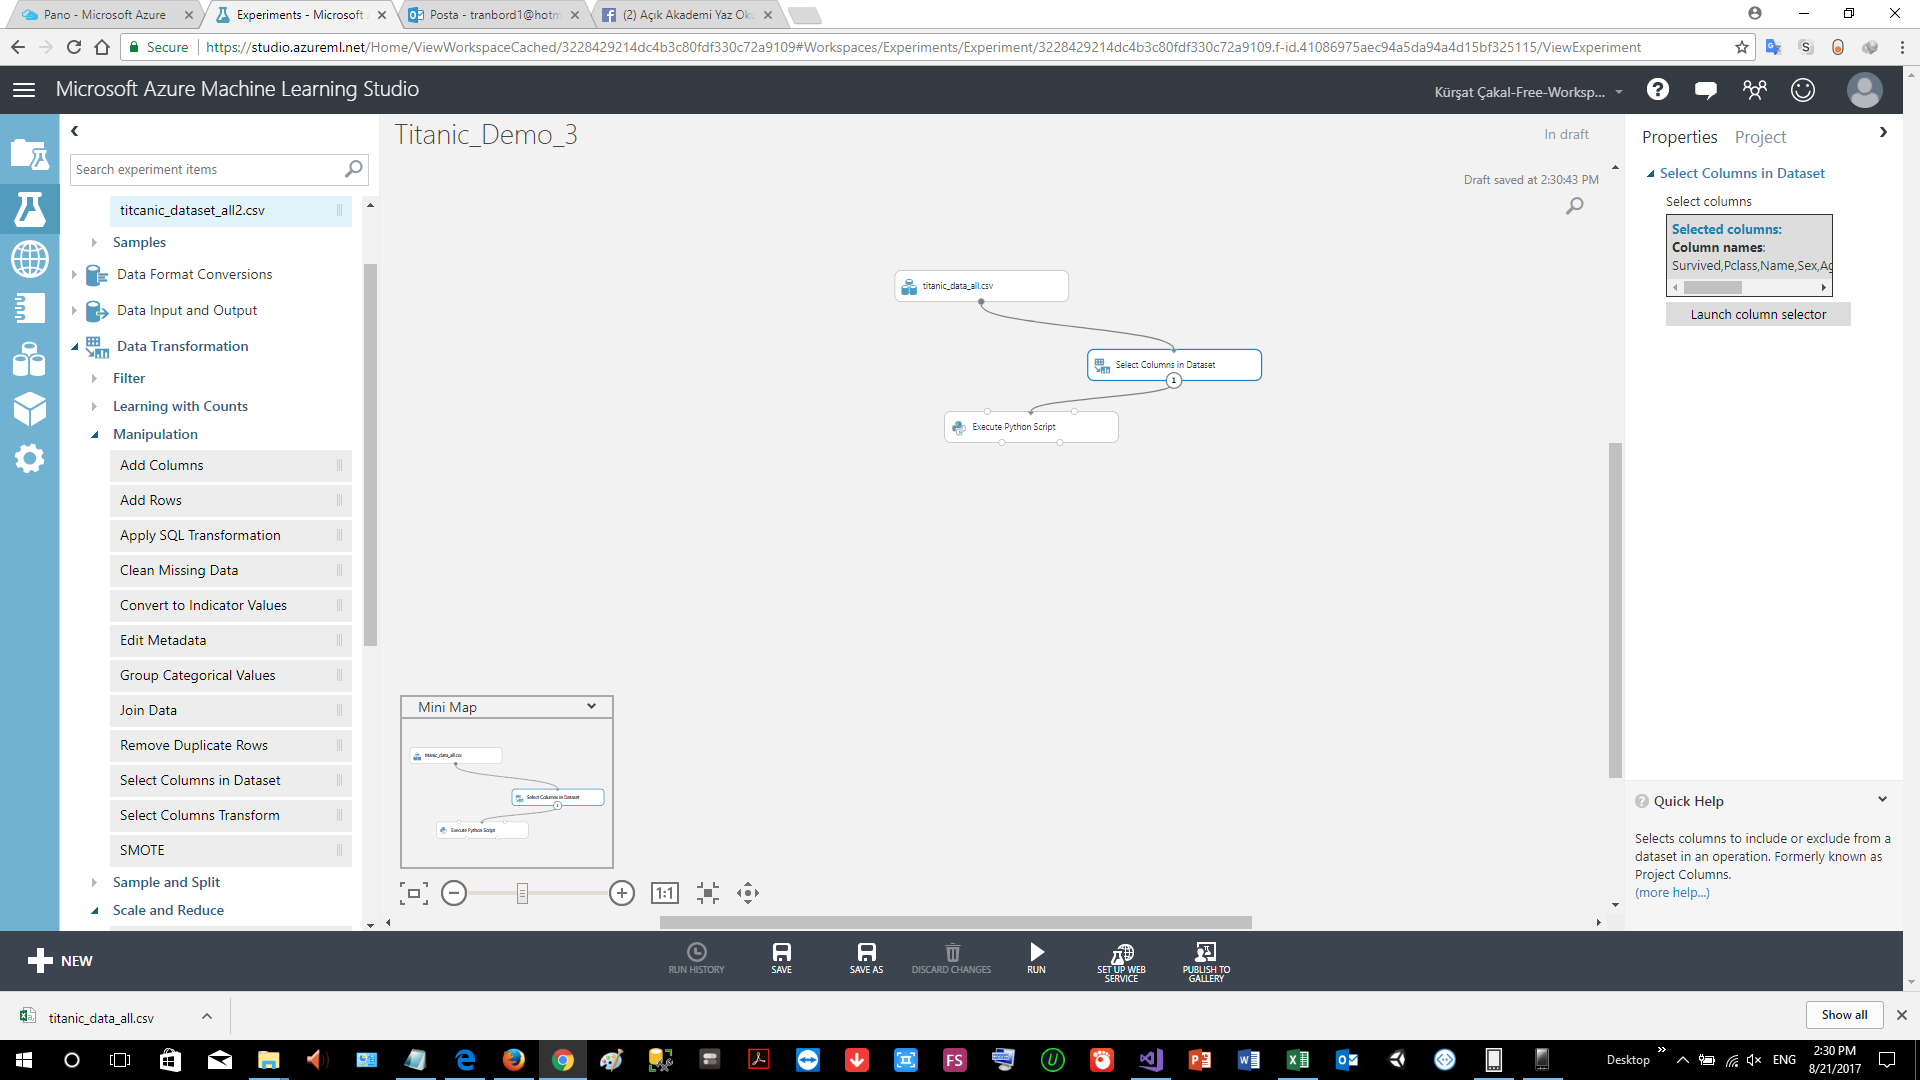 Pano - Microsoft Azure
Experiments - Microsoft
Posta - tranbord1@hotm
(2) Açık Akademi Yaz Oku
Secure
https://studio.azureml.net/Home/ViewWorkspaceCached/3228429214dc4b3c80fdf330c72a9109#Workspaces/Experiments/Experiment/3228429214dc4b3c80fdf330c72a9109.f-id.41086975aec94a5da94a4d15bf325115/ViewExperiment
Microsoft Azure Machine Learning Studio
Kürşat Çakal-Free-Worksp...
Search experiment items
titcanic_dataset_all2.csv
Samples
Data Format Conversions
Data Input and Output
Data Transformation
Filter
Learning with Counts
Manipulation
Add Columns
Add Rows
Apply SQL Transformation
Clean Missing Data
Convert to Indicator Values
Edit Metadata
Group Categorical Values
Join Data
Remove Duplicate Rows
Select Columns in Dataset
Select Columns Transform
SMOTE
Sample and Split
Scale and Reduce
Titanic_Demo_3
In draft
Draft saved at 2:30:43 PM
titanic_data_all.csv
Select Columns in Dataset
1
Execute Python Script
Mini Map
titanic_data_all.csv
Select Columns in Dataset
1
Execute Python Script
1:1
Properties
Project
Select Columns in Dataset
Select columns
Selected columns:
Column names:
Survived,Pclass,Name,Sex,Ag
Launch column selector
Quick Help
Selects columns to include or exclude from a
dataset in an operation. Formerly known as
Project Columns.
(more help...)
NEW
RUN HISTORY
SAVE
SAVE AS
DISCARD CHANGES
RUN
SET UP WEB
SERVICE
PUBLISH TO
GALLERY
titanic_data_all.csv
Show all
FS
Desktop
ENG
2:30 PM
8/21/2017